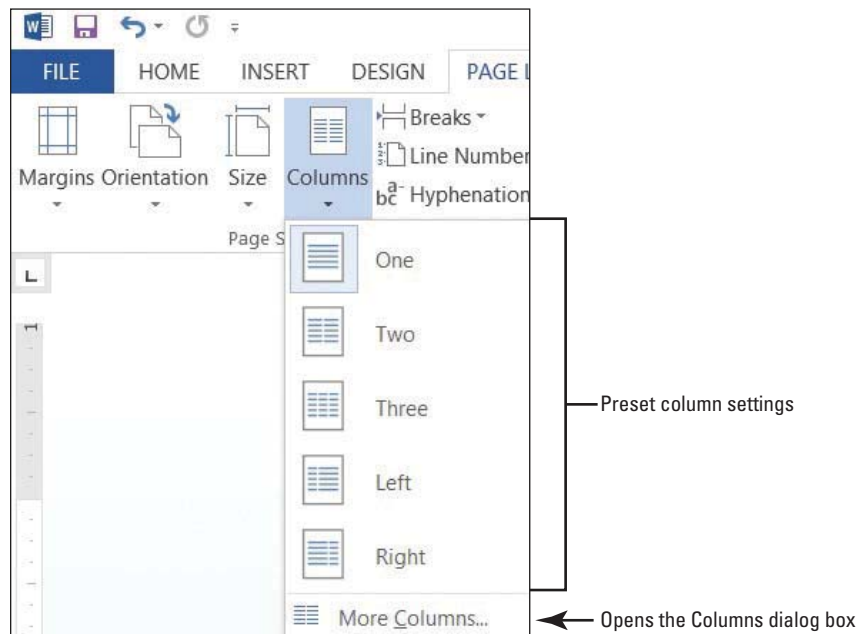 FILE HOME INSERT DESIGN PAGE L
Breaks
Line Number
Margins Orientation Size Columns
Hyphenation
Page S
One
Two
Three
Preset column settings
Left
Right
More Columns...
Opens the Columns dialog box